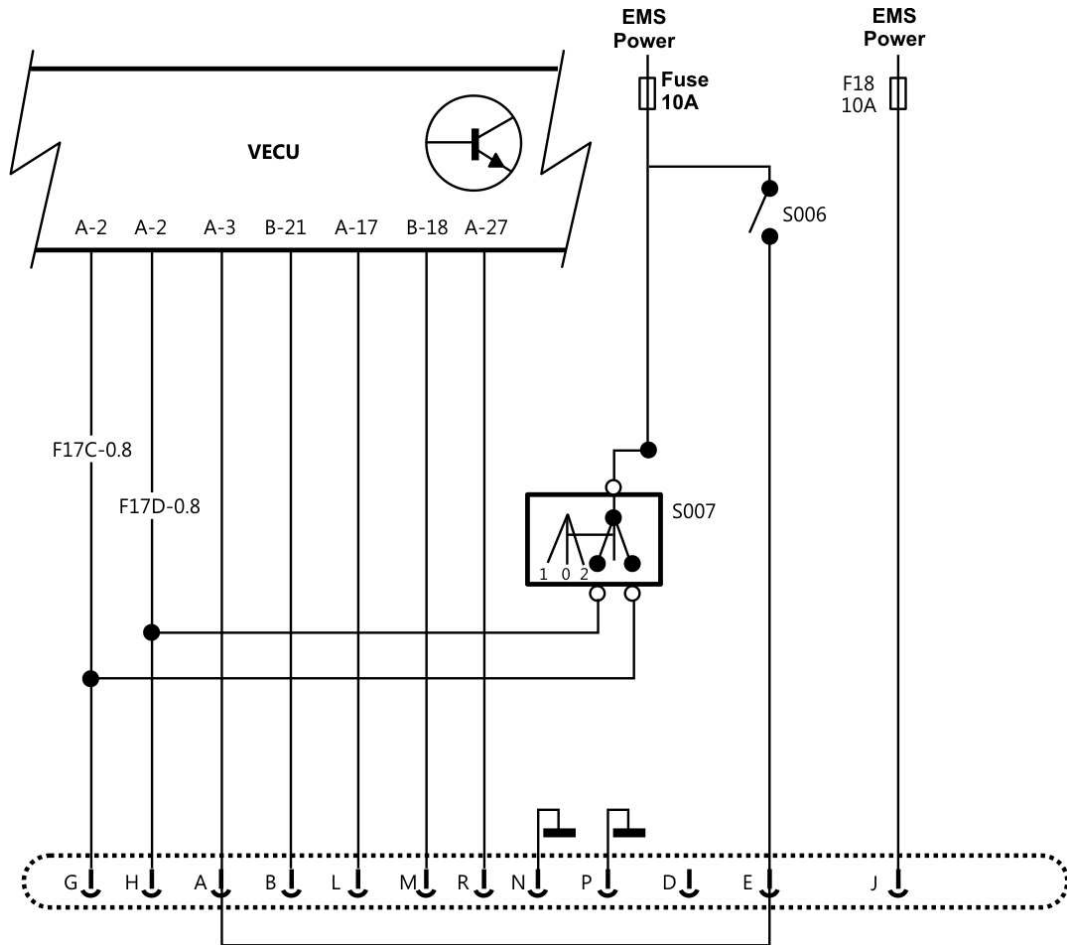 EMS
Power
EMS
Power
Fuse
10A
F18
10A
VECU
S006
A-2 A-2 A-3 B-21 A-17 B-18 A-27
F17C-0.8
F17D-0.8
S007
1 0 2
G H A B L M R N P D E J